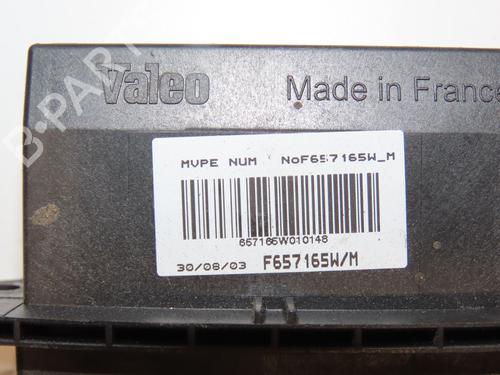 Valeo Made in France
MVPE NUM NoF657165W_M
657165W010148
30/08/03 F657165W/M
B-PARTS